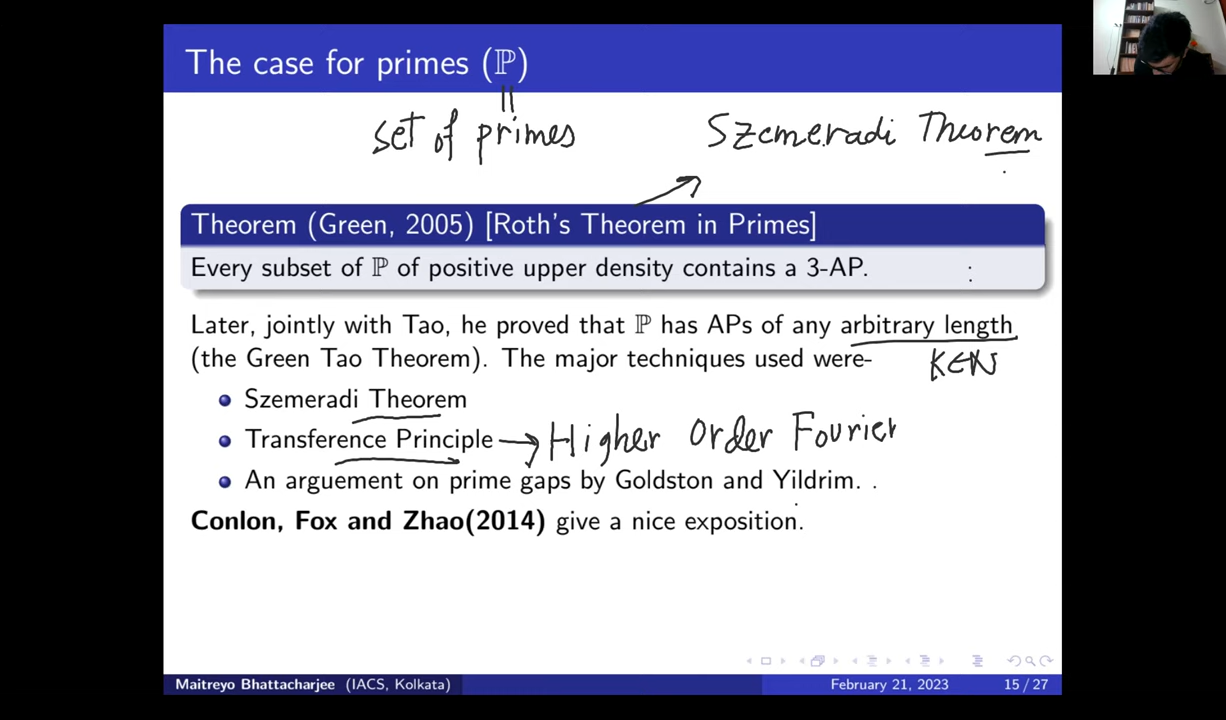 The case for primes (ℙ)
||
set of primes
Szemeradi Theorem
Theorem (Green, 2005) [Roth's Theorem in Primes]
Every subset of ℙ of positive upper density contains a 3-AP.
Later, jointly with Tao, he proved that ℙ has APs of any arbitrary length
(the Green Tao Theorem). The major techniques used were-
K∈ℕ
Szemeradi Theorem
Transference Principle → Higher Order Fourier
An arguement on prime gaps by Goldston and Yildrim.
Conlon, Fox and Zhao(2014) give a nice exposition.
Maitreyo Bhattacharjee (IACS, Kolkata) February 21, 2023 15 / 27